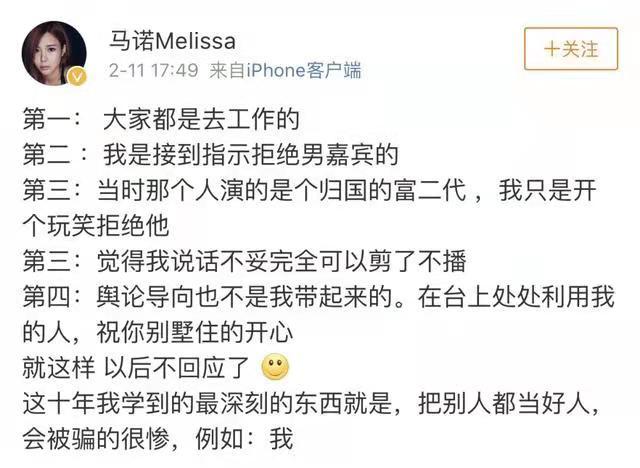 马诺Melissa
2-11 17:49 来自iPhone客户端
十关注
第一： 大家都是去工作的
第二 ：我是接到指示拒绝男嘉宾的
第三：当时那个人演的是个归国的富二代 ，我只是开
个玩笑拒绝他
第三：觉得我说话不妥完全可以剪了不播
第四：舆论导向也不是我带起来的。在台上处处利用我
的人，祝你别墅住的开心
就这样 以后不回应了
这十年我学到的最深刻的东西就是，把别人都当好人，
会被骗的很惨，例如：我